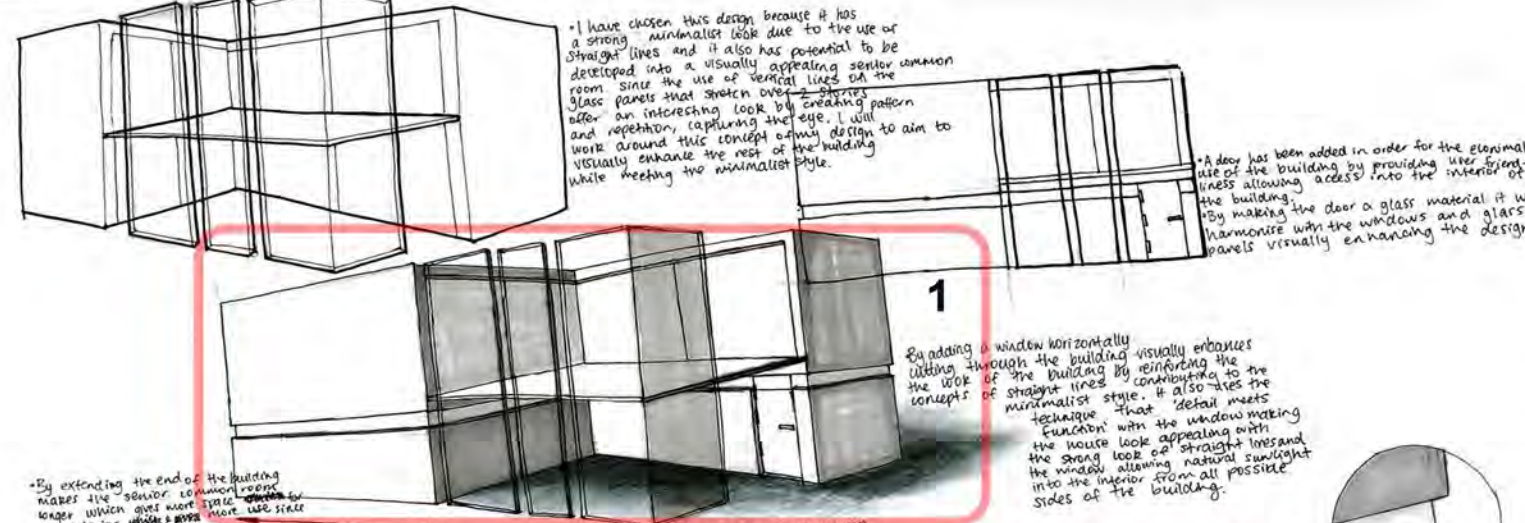 •I have chosen this design because it has
a strong minimalist look due to the use of
straight lines and it also has potential to be
developed into a visually appealing senior common
room since the use of vertical lines on the
glass panels that stretch over 2 stories
offer an interesting look by creating pattern
and repetition, capturing the eye. I will
work around this concept of my design to aim to
visually enhance the rest of the building
while meeting the minimalist style.
•A door has been added in order for the
use of the building by providing user friend-
liness allowing access into the interior of
the building.
•By making the door a glass material it
harmonise with the windows and glass
panels visually enhancing the design
1
By adding a window horizontally
cutting through the building visually enhances
the look of the building by reinforcing the
concepts of straight lines contributing to the
minimalist style. It also uses the
technique that 'detail meets
function' with the window making
the house look appealing with
the strong look of straight lines and
the window allowing natural sunlight
into the interior from all possible
sides of the building.
•By extending the end of the building
makes the senior common room
longer which gives more space for
more use since